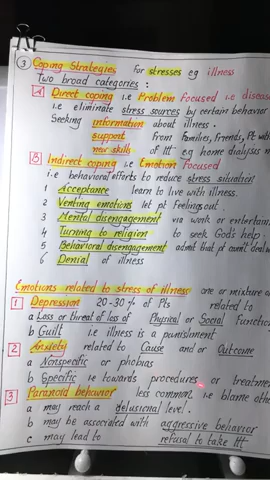 3 Coping Strategies for stresses eg illness
Two broad categories :
A Direct coping i.e Problem Focused i.e diseas
i.e eliminate stress sources by certain behavior
Seeking information about illness.
support from Families, Friends, Pt with
new skills of ttt eg home dialysis
B Indirect coping i.e Emotion Focused
i.e behavioral efforts to reduce stress situation
1 Acceptance learn to live with illness.
2 Venting emotions let pt feelings out
3 Mental disengagement via work or entertain
4 Turning to religion to seek God's help
5 Behavioral disengagement admit that pt can't deal
6 Denial of illness
Emotions related to stress of illness are one or mixture o
1 Depression 20-30% of Pts related to
a Loss or threat of loss of Physical or Social function
b Guilt i.e illness is a punishment
2 Anxiety related to Cause and or Outcome
a Nonspecific or phobias
b Specific i.e towards procedures or treatmen
3 Paranoid behavior less common i.e blame othe
a may reach a delusional level.
b may be associated with aggressive behavior
c may lead to refusal to take ttt